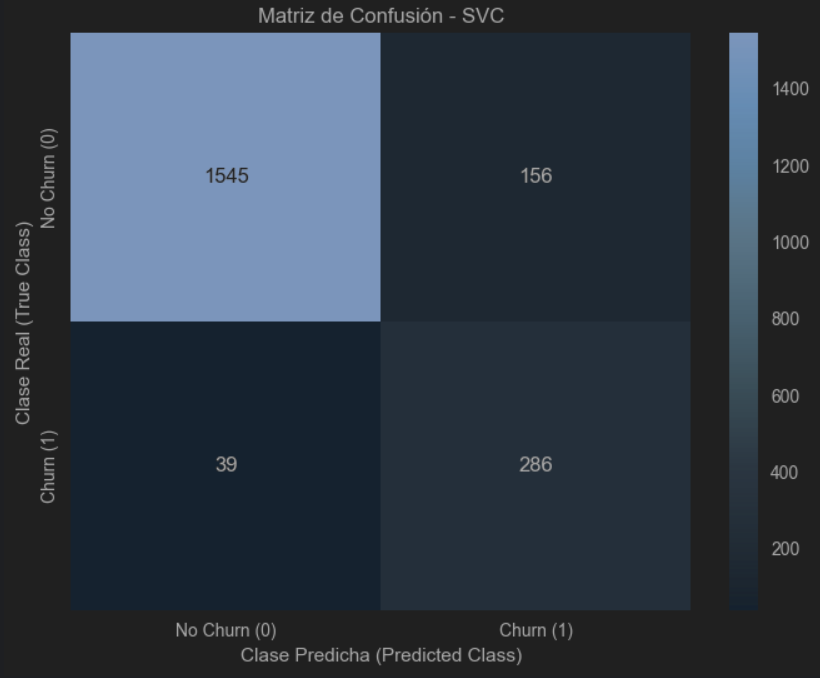 Matriz de Confusión - SVC
Clase Real (True Class)
No Churn (0)
Churn (1)
1545
156
39
286
No Churn (0)
Churn (1)
Clase Predicha (Predicted Class)
1400
1200
1000
800
600
400
200